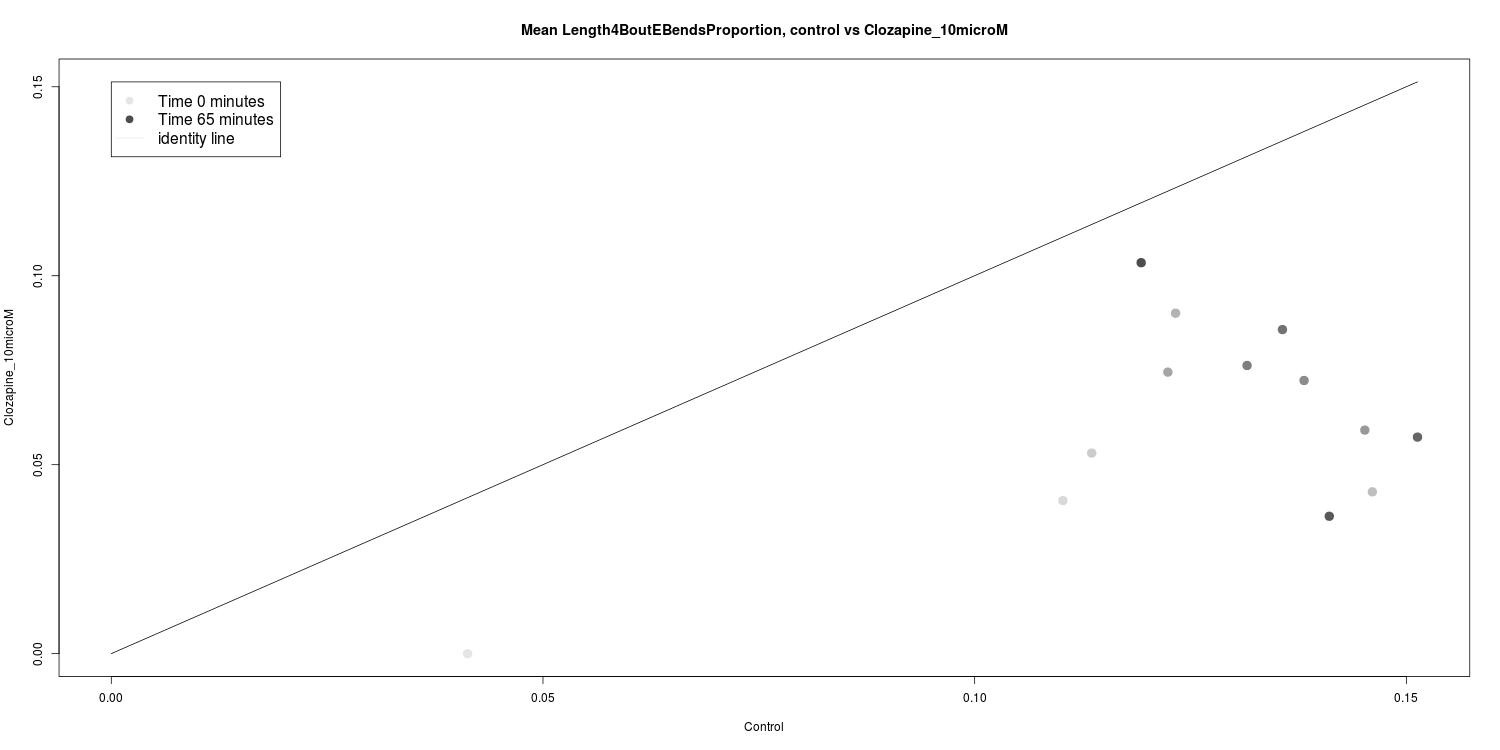 Mean Length4BoutEBendsProportion, control vs Clozapine_10microM
Time 0 minutes
Time 65 minutes
identity line
0.15
0.10
0.05
0.00
Clozapine_10microM
0.00
0.05
0.10
0.15
Control